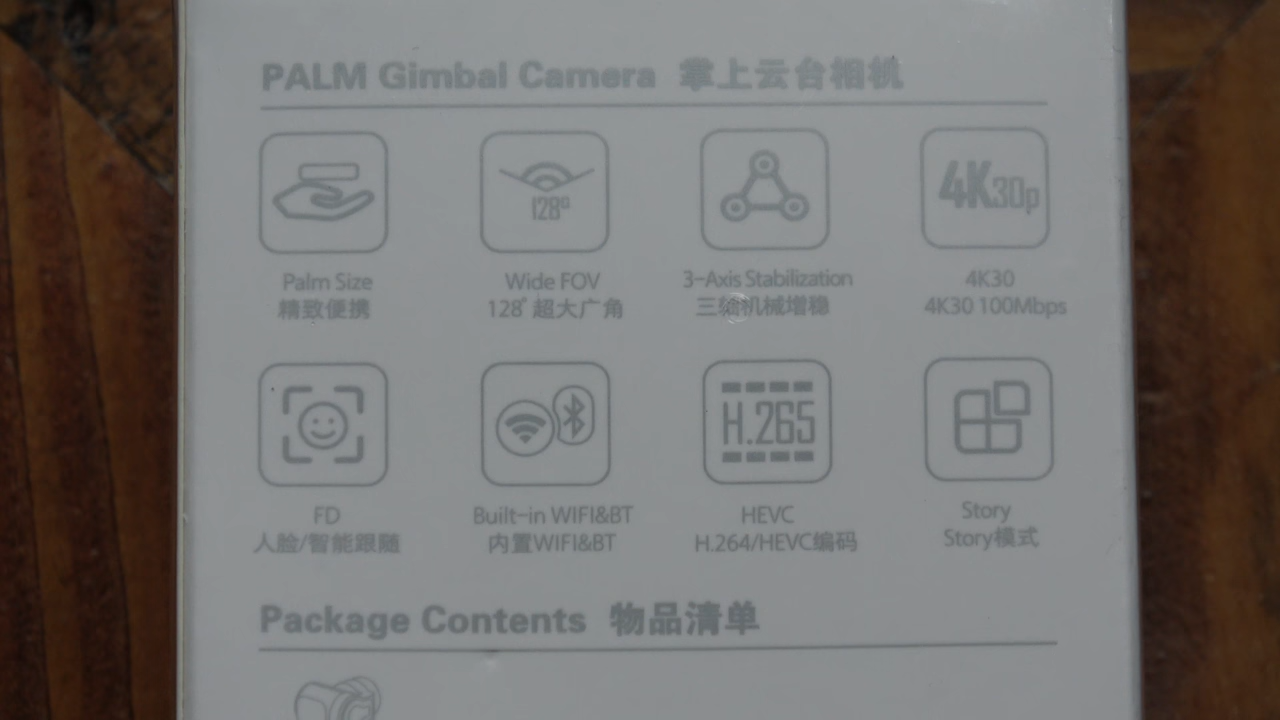 PALM Gimbal Camera 掌上云台相机
128°
4K30p
Palm Size
Wide FOV
3-Axis Stabilization
4K30
精致便携
128° 超大广角
三轴机械增稳
4K30 100Mbps
H.265
FD
Built-in WIFI&BT
HEVC
Story
人脸/智能跟随
内置WIFI&BT
H.264/HEVC编码
Story模式
Package Contents 物品清单